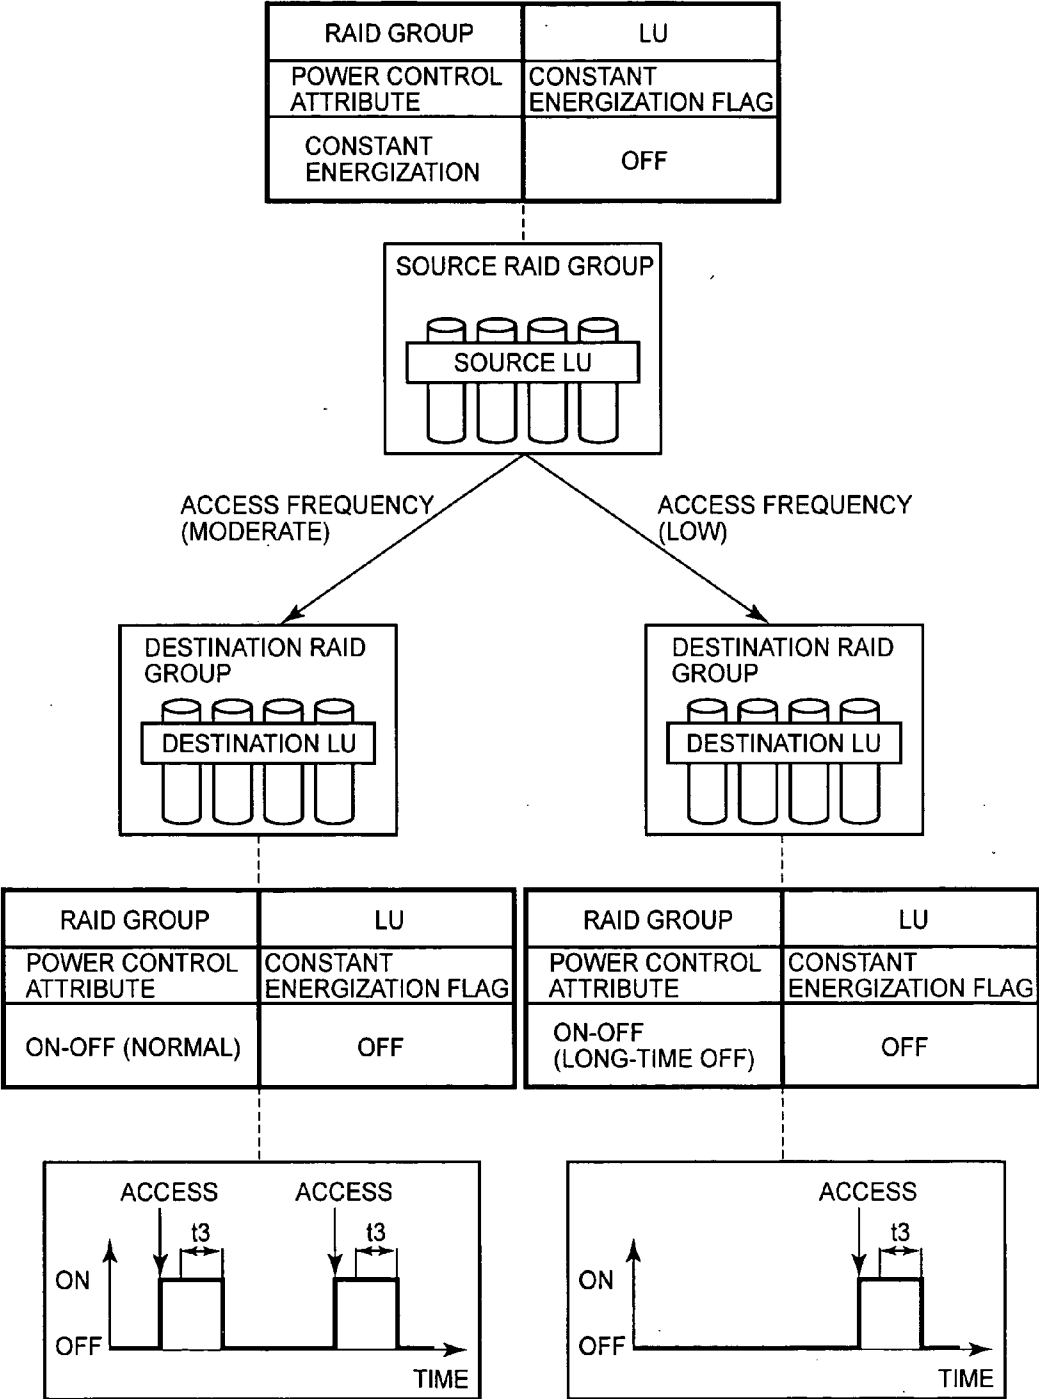 RAID GROUP LU
POWER CONTROL ATTRIBUTE CONSTANT ENERGIZATION FLAG
CONSTANT ENERGIZATION OFF
SOURCE RAID GROUP
SOURCE LU
ACCESS FREQUENCY
(MODERATE)
ACCESS FREQUENCY
(LOW)
DESTINATION RAID
GROUP
DESTINATION LU
DESTINATION RAID
GROUP
DESTINATION LU
RAID GROUP LU
POWER CONTROL ATTRIBUTE CONSTANT ENERGIZATION FLAG
ON-OFF (NORMAL) OFF
RAID GROUP LU
POWER CONTROL ATTRIBUTE CONSTANT ENERGIZATION FLAG
ON-OFF (LONG-TIME OFF) OFF
ACCESS ACCESS
t3 t3
ON
OFF
TIME
ACCESS
t3
ON
OFF
TIME